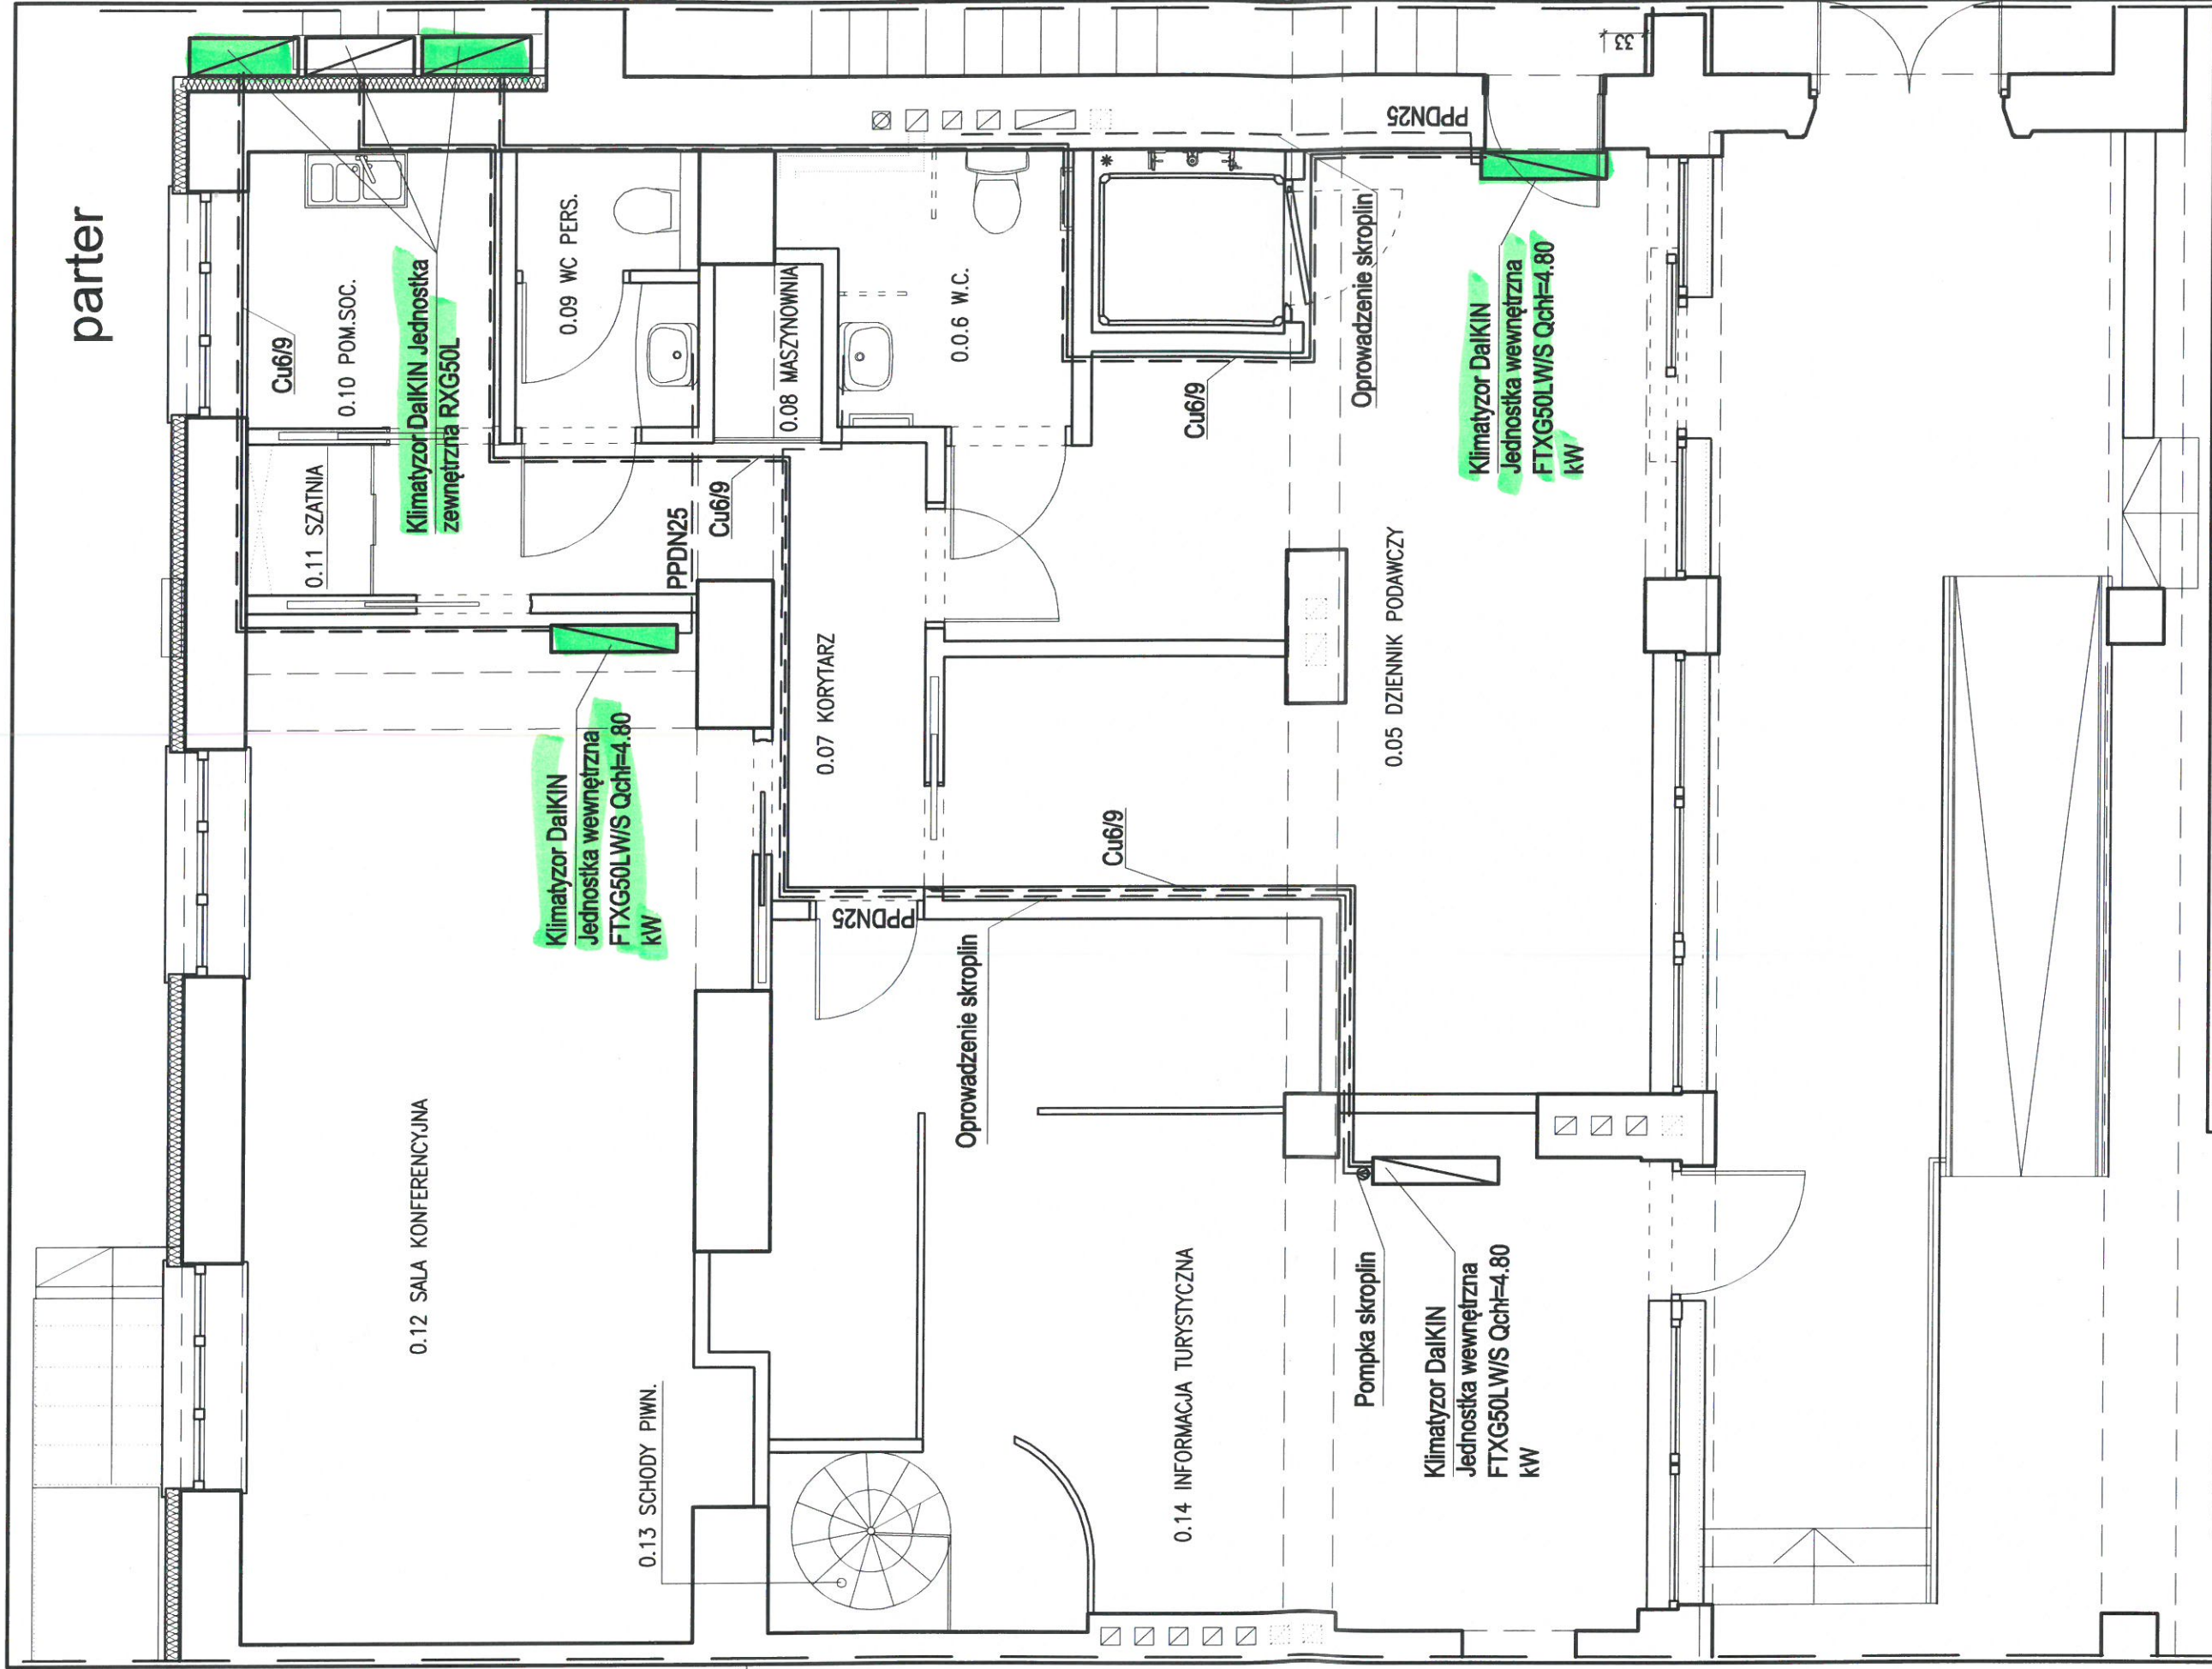 parter
Cu6/9
0.10 POM.SOC.
Klimatyzor DaIKIN Jednostka
zewnętrzna RXG50L
0.09 WC PERS.
0.08 MASZYNOWNIA
0.0.6 W.C.
0.11 SZATNIA
PPDN25
Cu6/9
Cu6/9
Oprowadzenie skroplin
PPDN25
33
Klimatyzor DaIKIN
Jednostka wewnętrzna
FTXG50LW/S Qchł=4.80
kW
Klimatyzor DaIKIN
Jednostka wewnętrzna
FTXG50LW/S Qchł=4.80
kW
0.07 KORYTARZ
0.05 DZIENNIK PODAWCZY
Cu6/9
PPDN25
Oprowadzenie skroplin
0.12 SALA KONFERENCYJNA
0.13 SCHODY PIWN.
0.14 INFORMACJA TURYSTYCZNA
Pompka skroplin
Klimatyzor DaIKIN
Jednostka wewnętrzna
FTXG50LW/S Qchł=4.80
kW